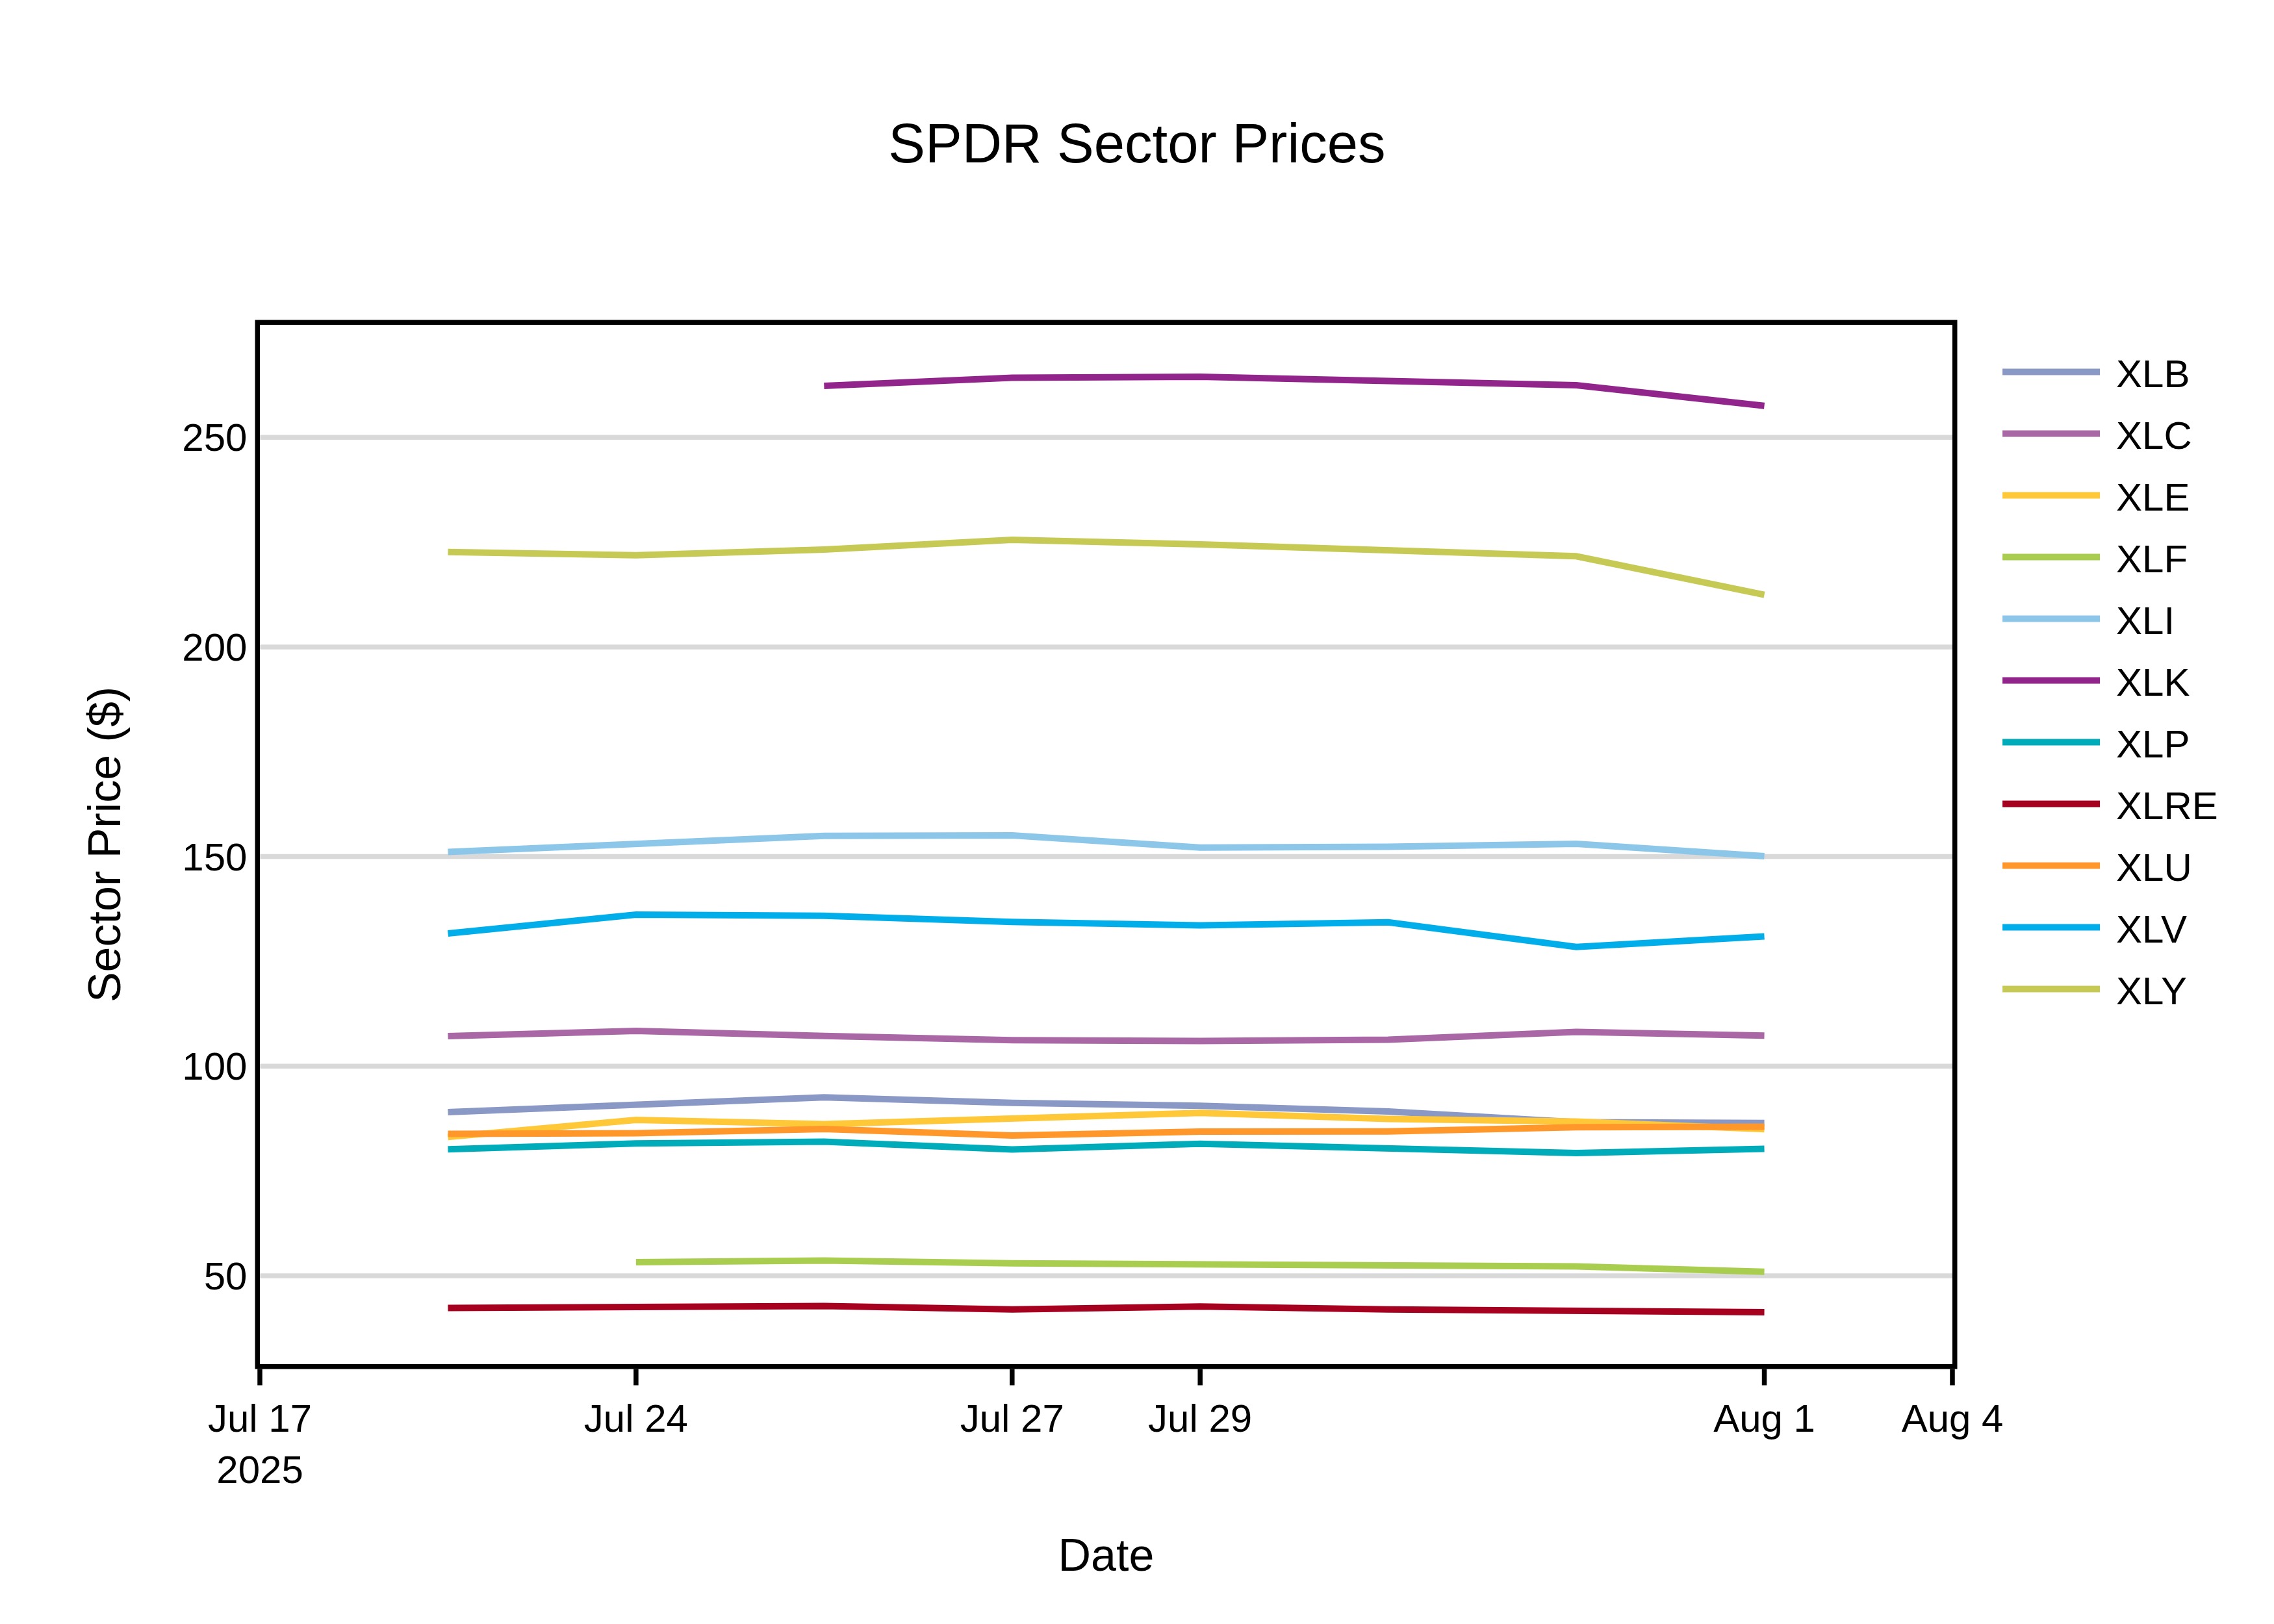 SPDR Sector Prices
250
200
150
100
50
Sector Price ($)
Jul 17
2025
Jul 24
Jul 27
Jul 29
Aug 1
Aug 4
Date
XLB
XLC
XLE
XLF
XLI
XLK
XLP
XLRE
XLU
XLV
XLY